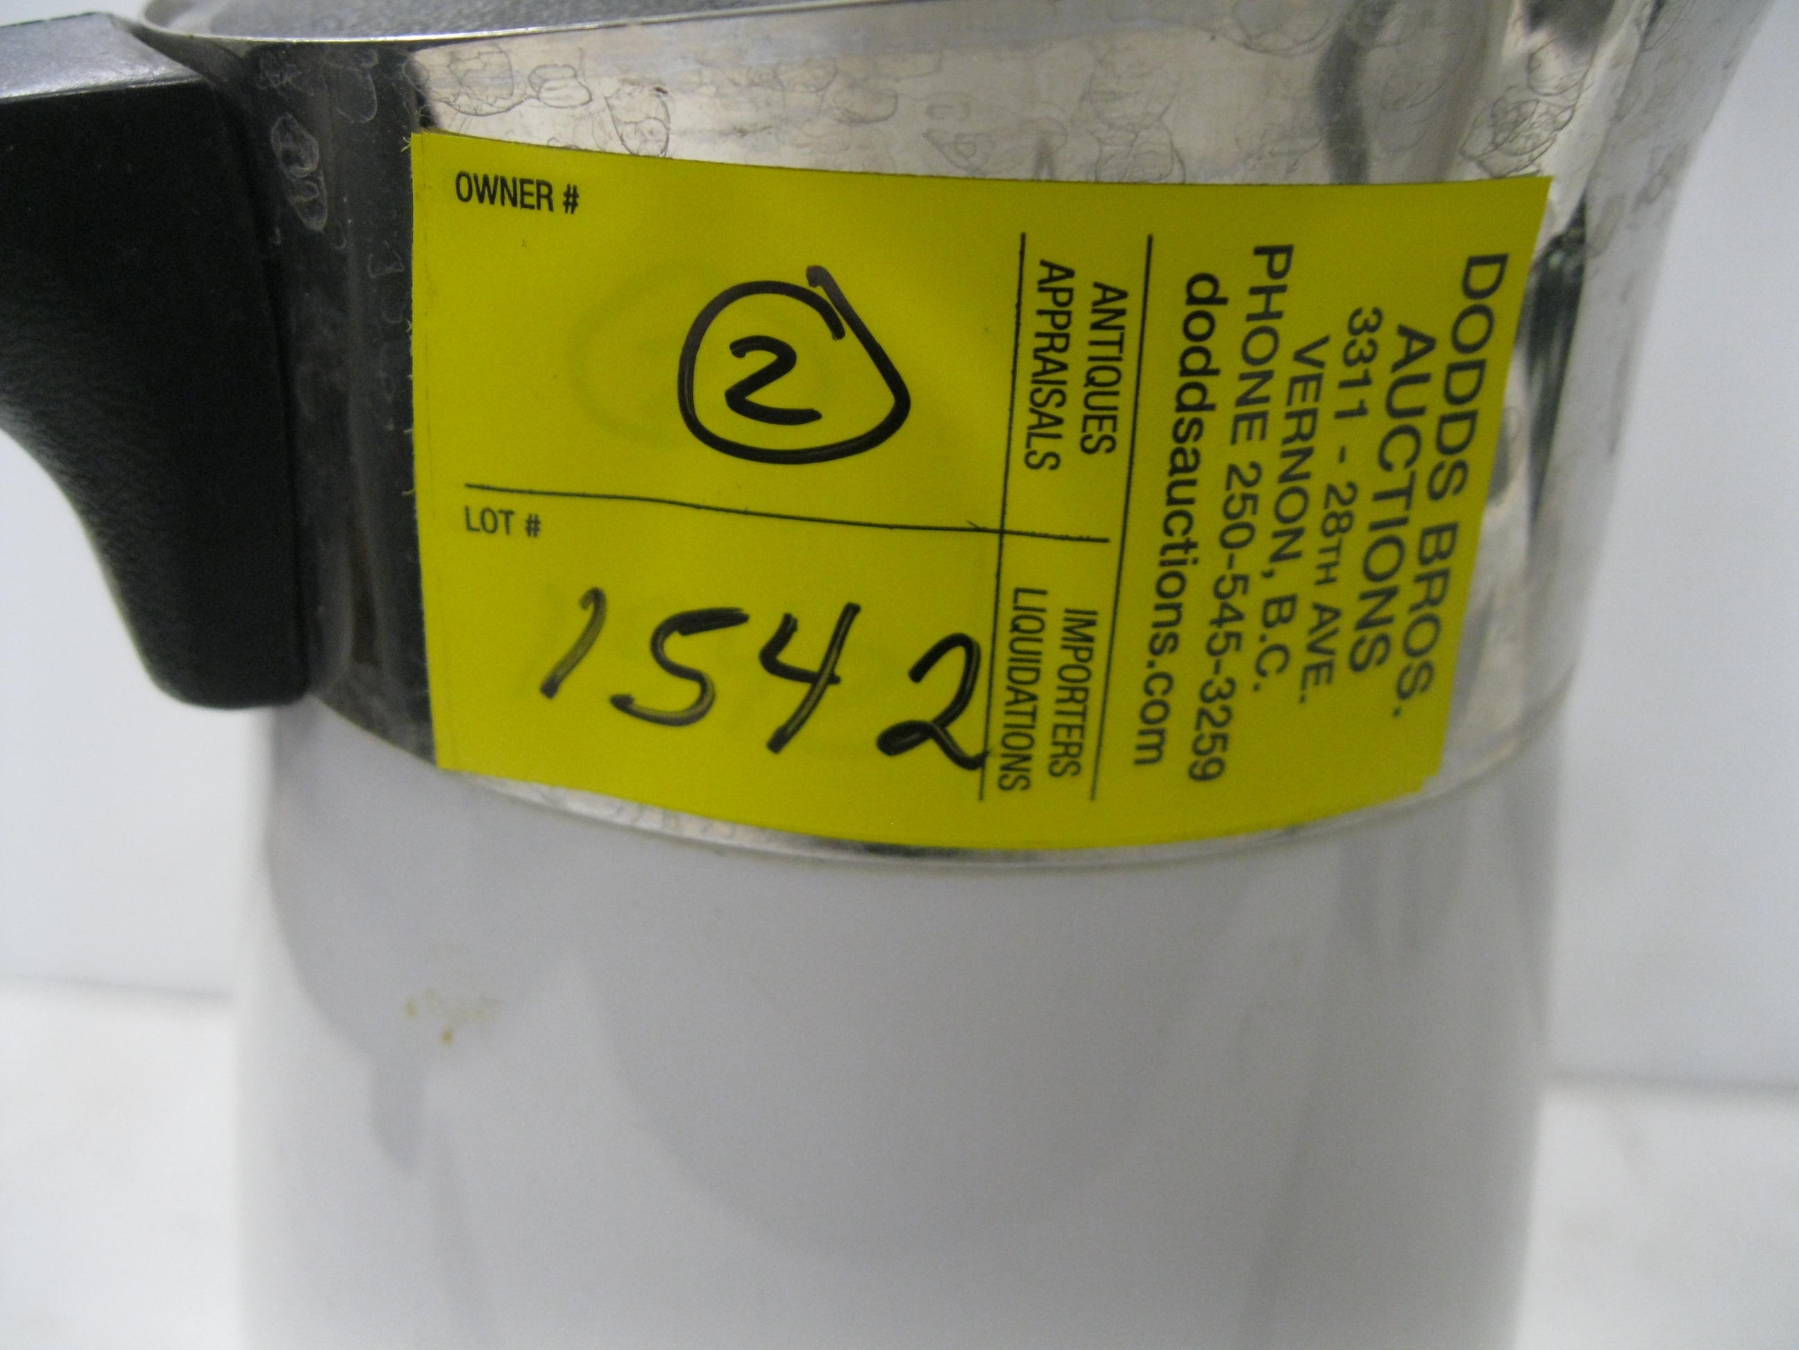 OWNER #
2
LOT #
1542
DODDS BROS.
AUCTIONS
3311 - 28TH AVE.
VERNON, B.C.
PHONE 250-545-3259
doddsauctions.com
ANTIQUES
APPRAISALS
IMPORTERS
LIQUIDATIONS